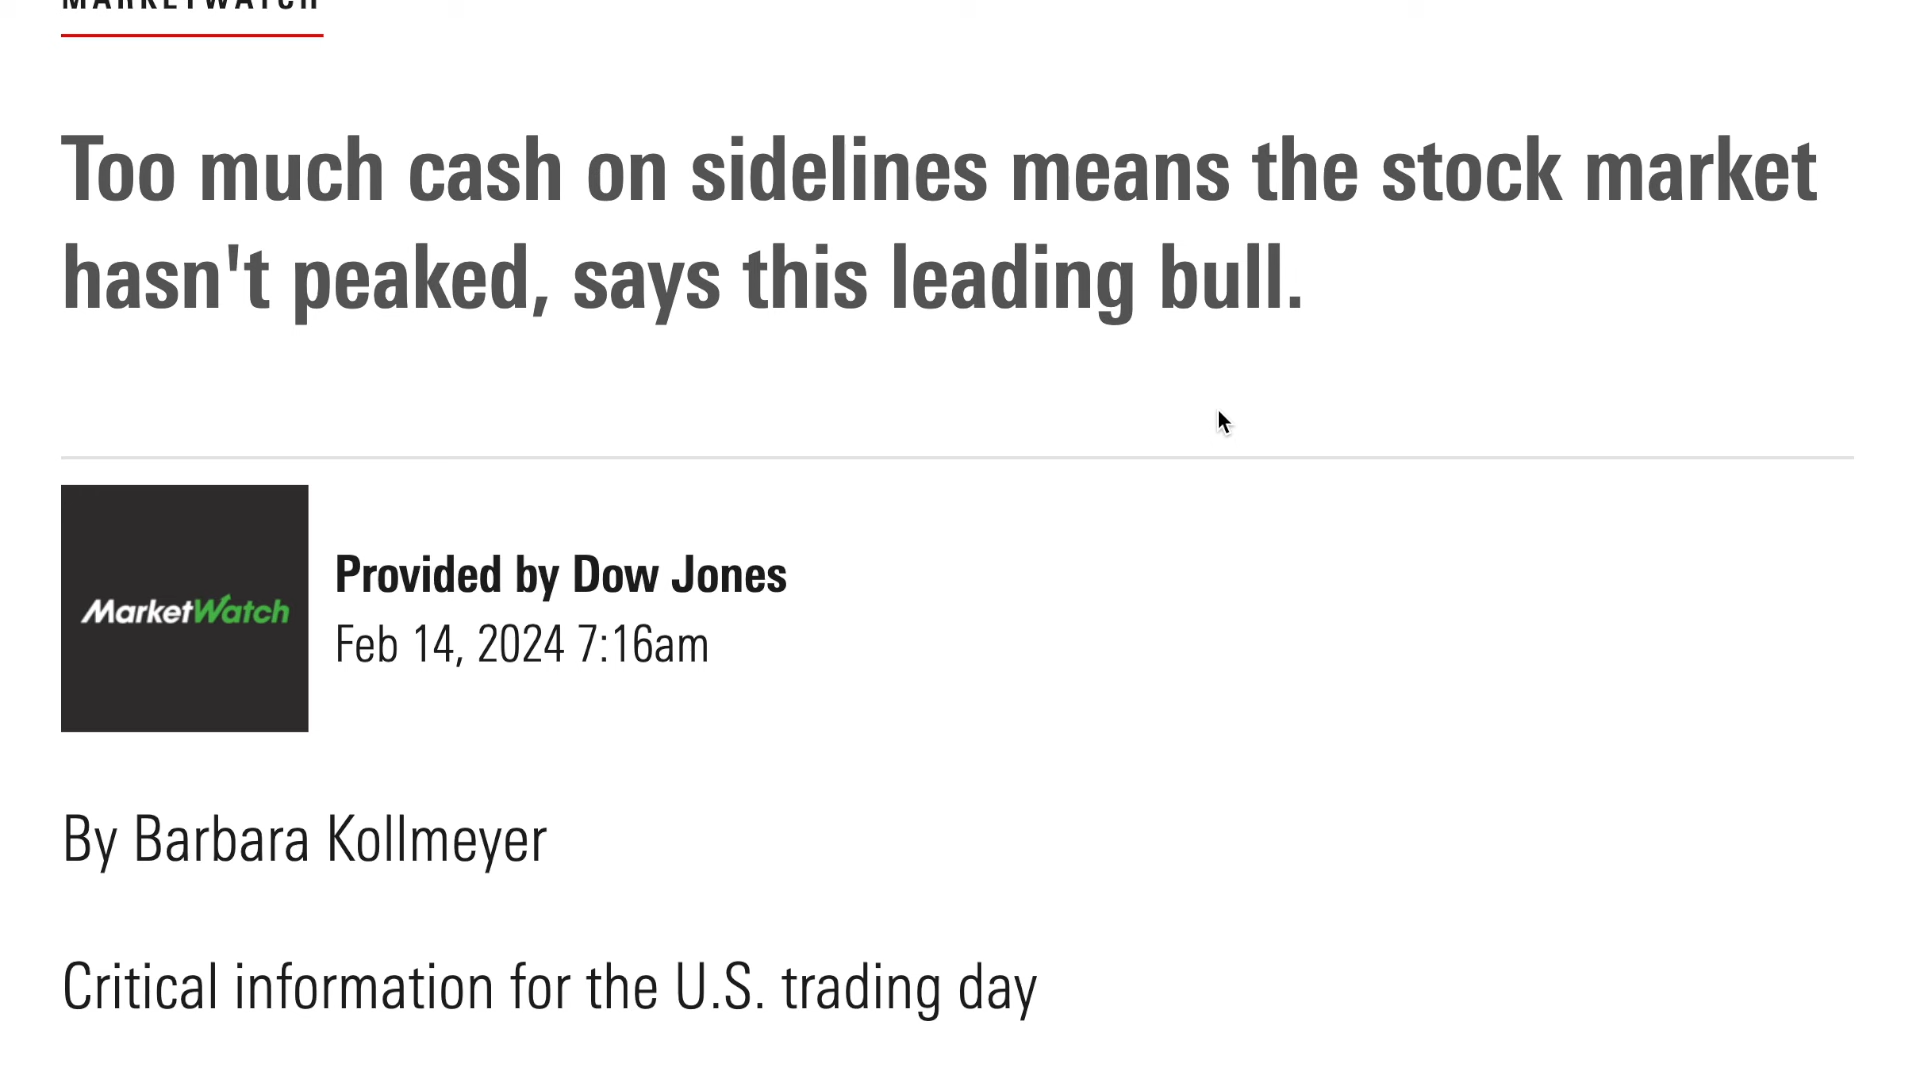 MARKETWATCH
Too much cash on sidelines means the stock market
hasn't peaked, says this leading bull.
MarketWatch
Provided by Dow Jones
Feb 14, 2024 7:16am
By Barbara Kollmeyer
Critical information for the U.S. trading day